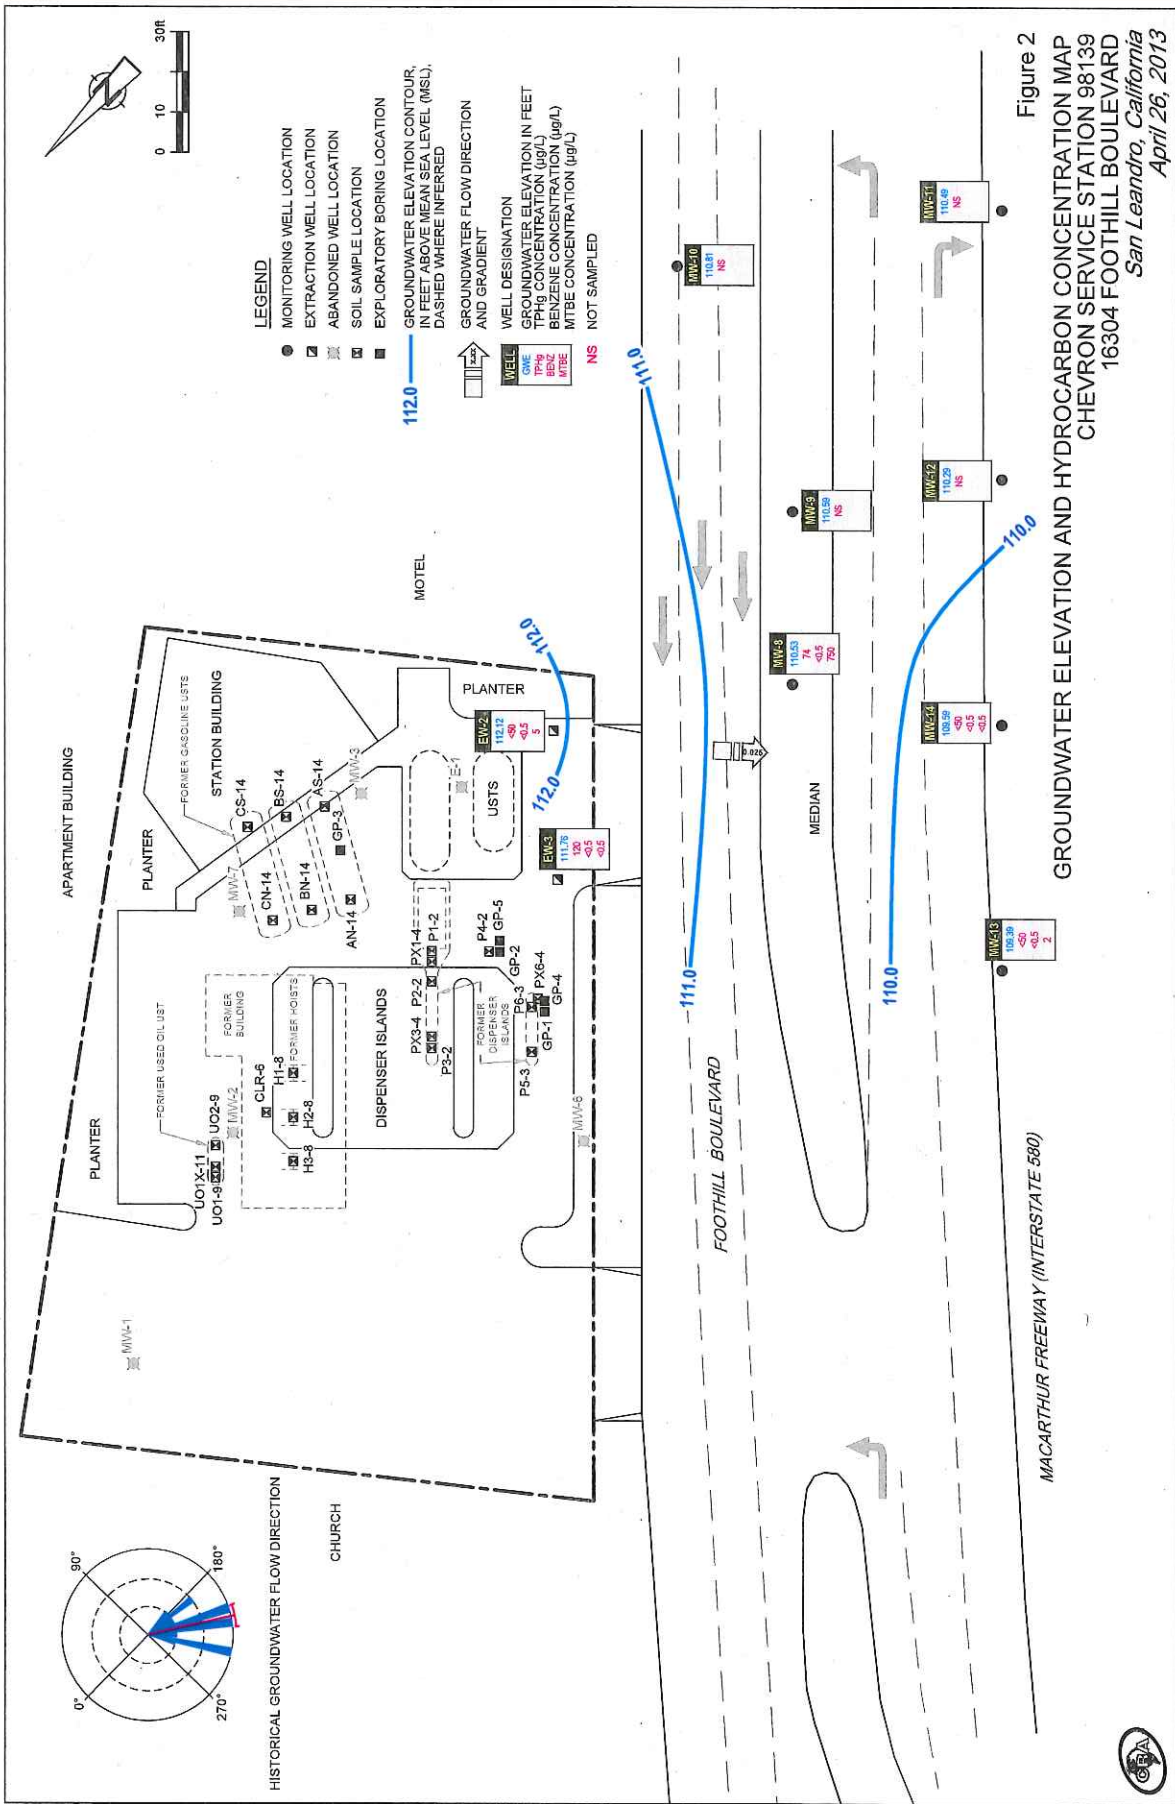 Figure 2
GROUNDWATER ELEVATION AND HYDROCARBON CONCENTRATION MAP
CHEVRON SERVICE STATION 98139
16304 FOOTHILL BOULEVARD
San Leandro, California
April 26, 2013
0 10 30ft
LEGEND
MONITORING WELL LOCATION
EXTRACTION WELL LOCATION
ABANDONED WELL LOCATION
SOIL SAMPLE LOCATION
EXPLORATORY BORING LOCATION
112.0
GROUNDWATER ELEVATION CONTOUR,
IN FEET ABOVE MEAN SEA LEVEL (MSL),
DASHED WHERE INFERRED
X.XX
GROUNDWATER FLOW DIRECTION
AND GRADIENT
WELL
GWE
TPHg
BENZ
MTBE
WELL DESIGNATION
GROUNDWATER ELEVATION IN FEET
TPHg CONCENTRATION (µg/L)
BENZENE CONCENTRATION (µg/L)
MTBE CONCENTRATION (µg/L)
NS NOT SAMPLED
HISTORICAL GROUNDWATER FLOW DIRECTION
0°
90°
180°
270°
CHURCH
APARTMENT BUILDING
MOTEL
PLANTER
PLANTER
PLANTER
STATION BUILDING
FORMER GASOLINE USTS
FORMER USED OIL UST
FORMER
BUILDING
FORMER HOISTS
DISPENSER ISLANDS
FORMER
DISPENSER
ISLANDS
USTS
MW-1
MW-2
MW-3
MW-6
MW-7
E-1
UO1X-11
UO1-9
UO2-9
CLR-6
H1-8
H2-8
H3-8
CS-14
BS-14
AS-14
CN-14
BN-14
AN-14
GP-3
PX1-4
P1-2
P2-2
PX3-4
P3-2
P4-2
GP-5
GP-2
P6-3
PX6-4
GP-4
GP-1
P5-3
EW-2
112.12
<50
<0.5
5
EW-3
111.76
120
<0.5
<0.5
112.0
112.0
111.0
111.0
110.0
110.0
0.025
MW-8
110.53
74
<0.5
750
MW-9
110.59
NS
MW-10
110.81
NS
MW-11
110.49
NS
MW-12
110.29
NS
MW-13
109.39
<50
<0.5
2
MW-14
109.59
<50
<0.5
<0.5
MEDIAN
FOOTHILL BOULEVARD
MACARTHUR FREEWAY (INTERSTATE 580)
CRA